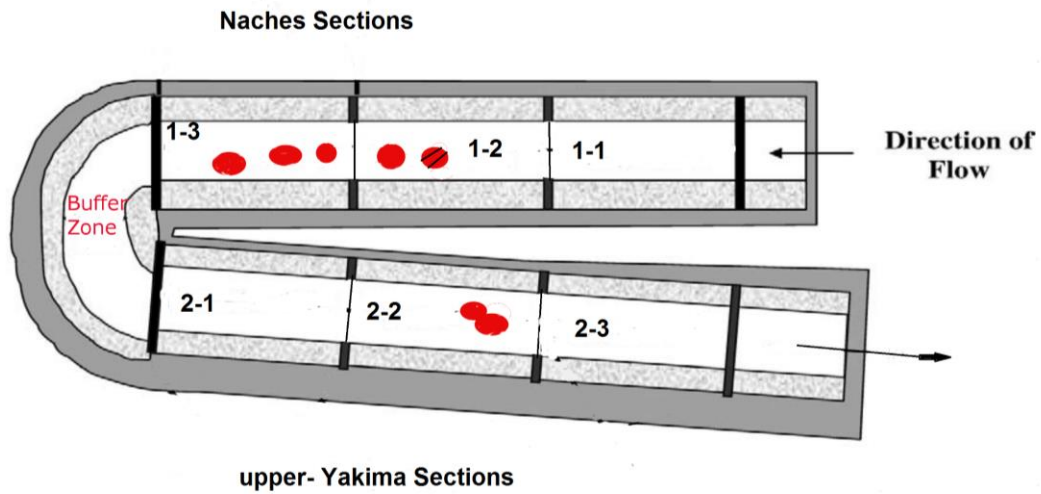 Naches Sections
1-3
1-2
1-1
Direction of
Flow
Buffer
Zone
2-1
2-2
2-3
upper- Yakima Sections